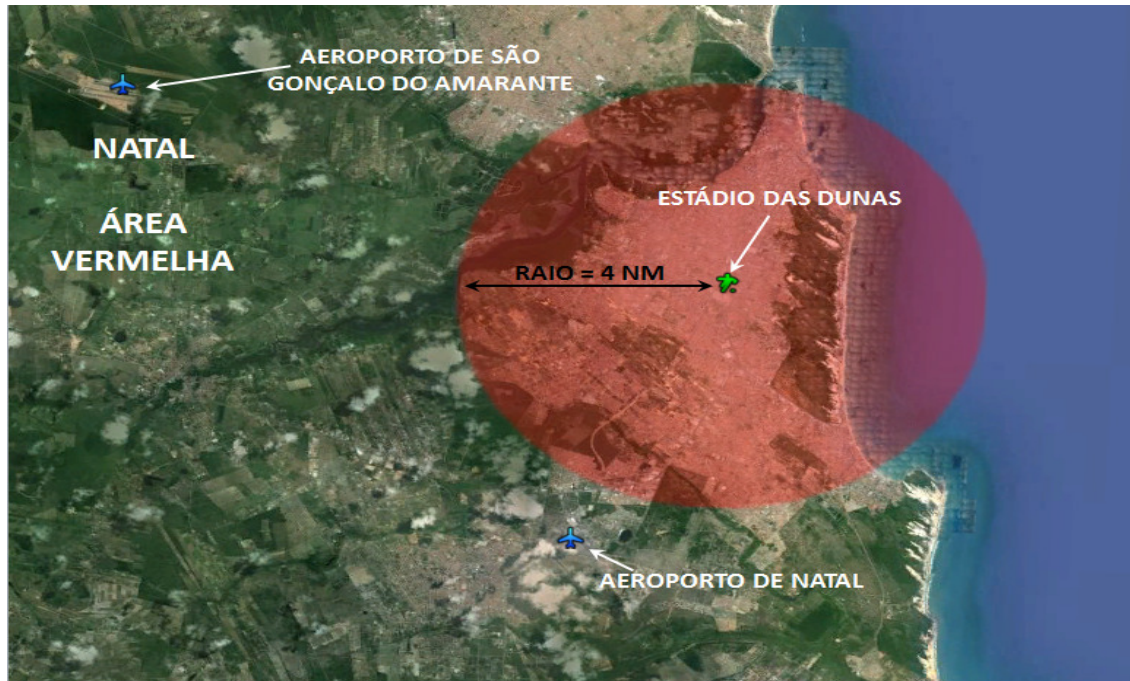 AEROPORTO DE SÃO
GONÇALO DO AMARANTE
NATAL
ÁREA
VERMELHA
ESTÁDIO DAS DUNAS
RAIO = 4 NM
AEROPORTO DE NATAL